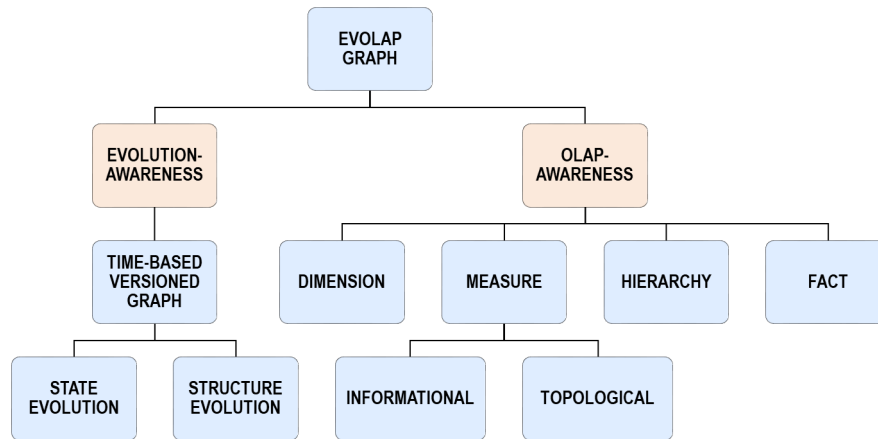 EVOLAP
GRAPH
EVOLUTION-
AWARENESS
OLAP-
AWARENESS
TIME-BASED
VERSIONED
GRAPH
DIMENSION
MEASURE
HIERARCHY
FACT
STATE
EVOLUTION
STRUCTURE
EVOLUTION
INFORMATIONAL
TOPOLOGICAL